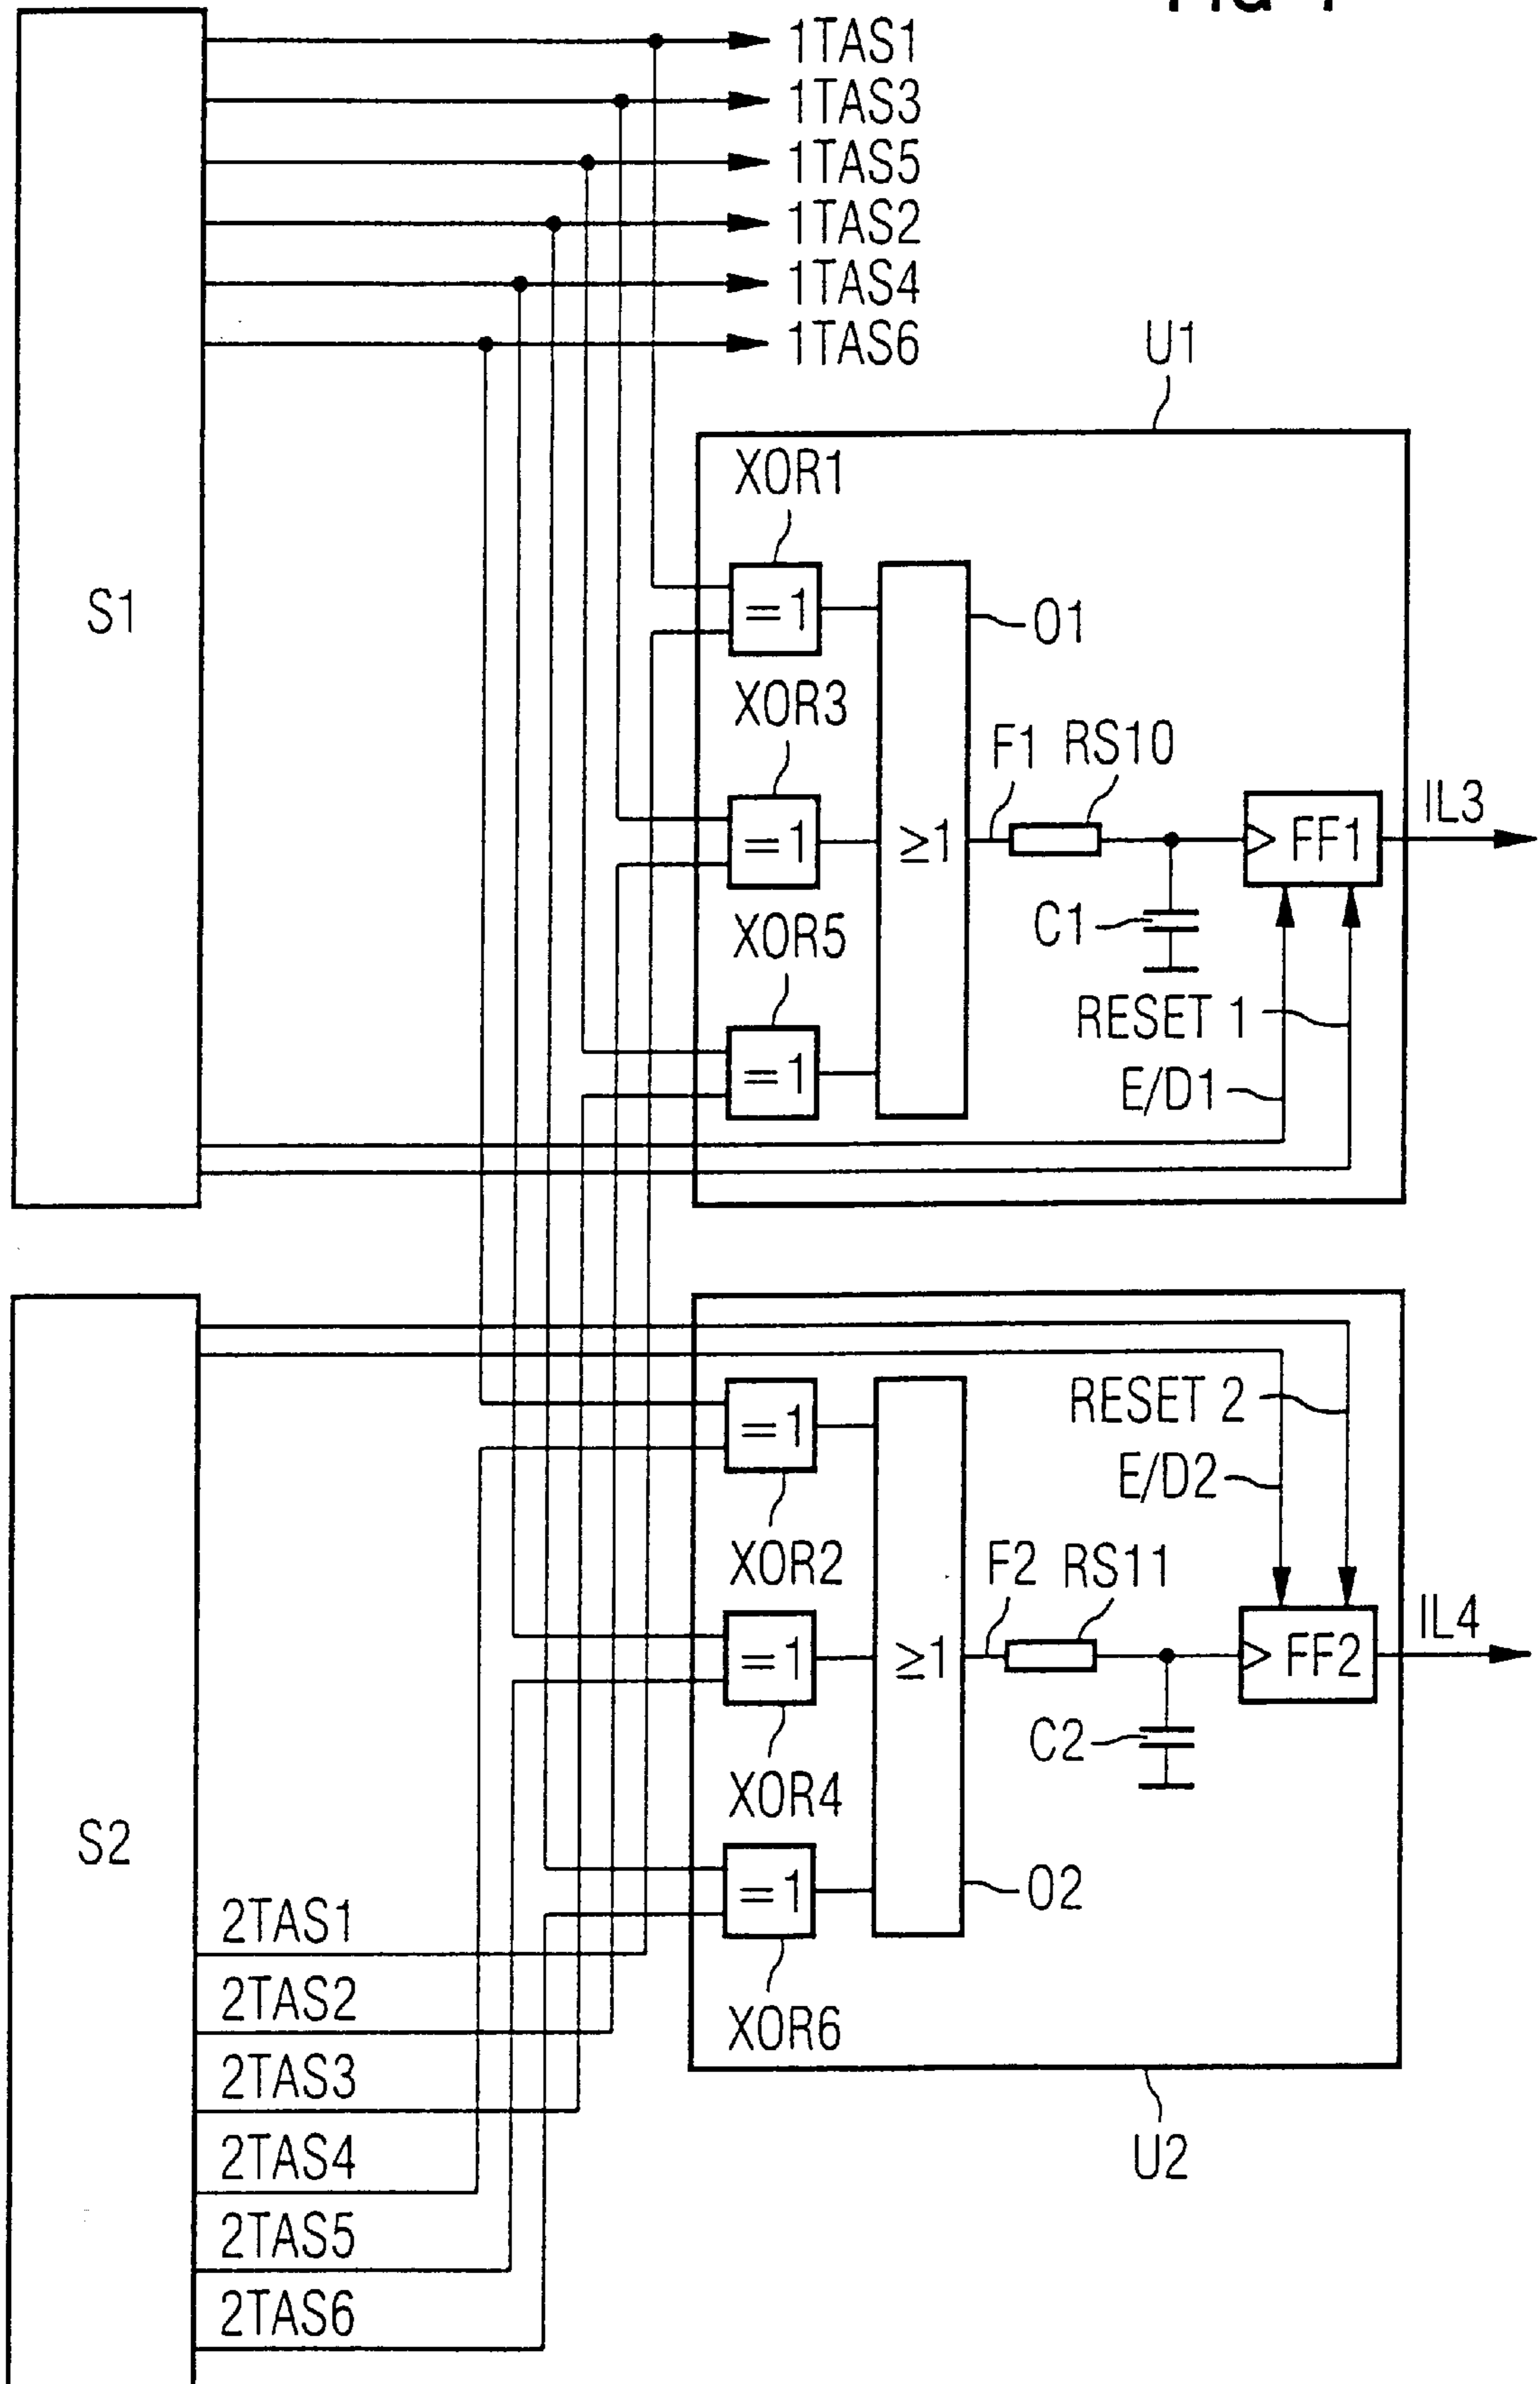 1TAS1
1TAS3
1TAS5
1TAS2
1TAS4
1TAS6
U1
XOR1
S1
=1
O1
XOR3
F1
RS10
IL3
=1
≥1
FF1
C1
XOR5
RESET 1
=1
E/D1
RESET 2
=1
E/D2
XOR2
F2
RS11
IL4
=1
≥1
FF2
C2
XOR4
S2
=1
O2
2TAS1
2TAS2
XOR6
2TAS3
2TAS4
U2
2TAS5
2TAS6